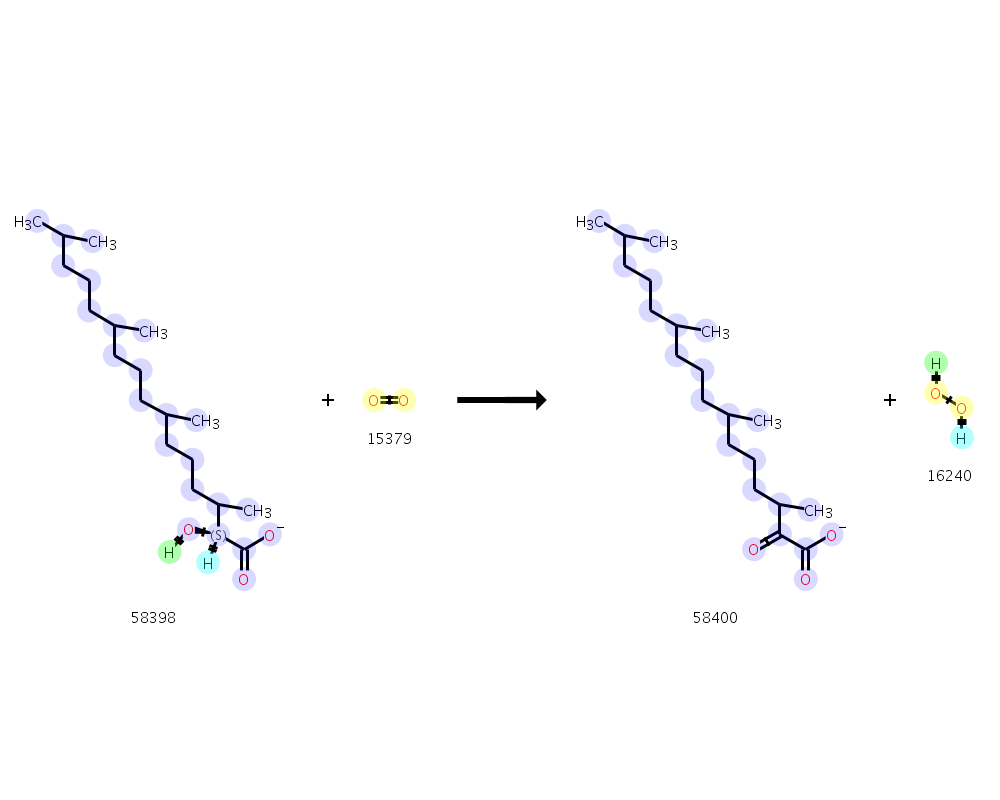 H3C
CH3
CH3
CH3
CH3
O
H
(S)
H
O−
O
58398
+
O=O
15379
H3C
CH3
CH3
CH3
CH3
O
O−
O
58400
+
H
O
O
H
16240